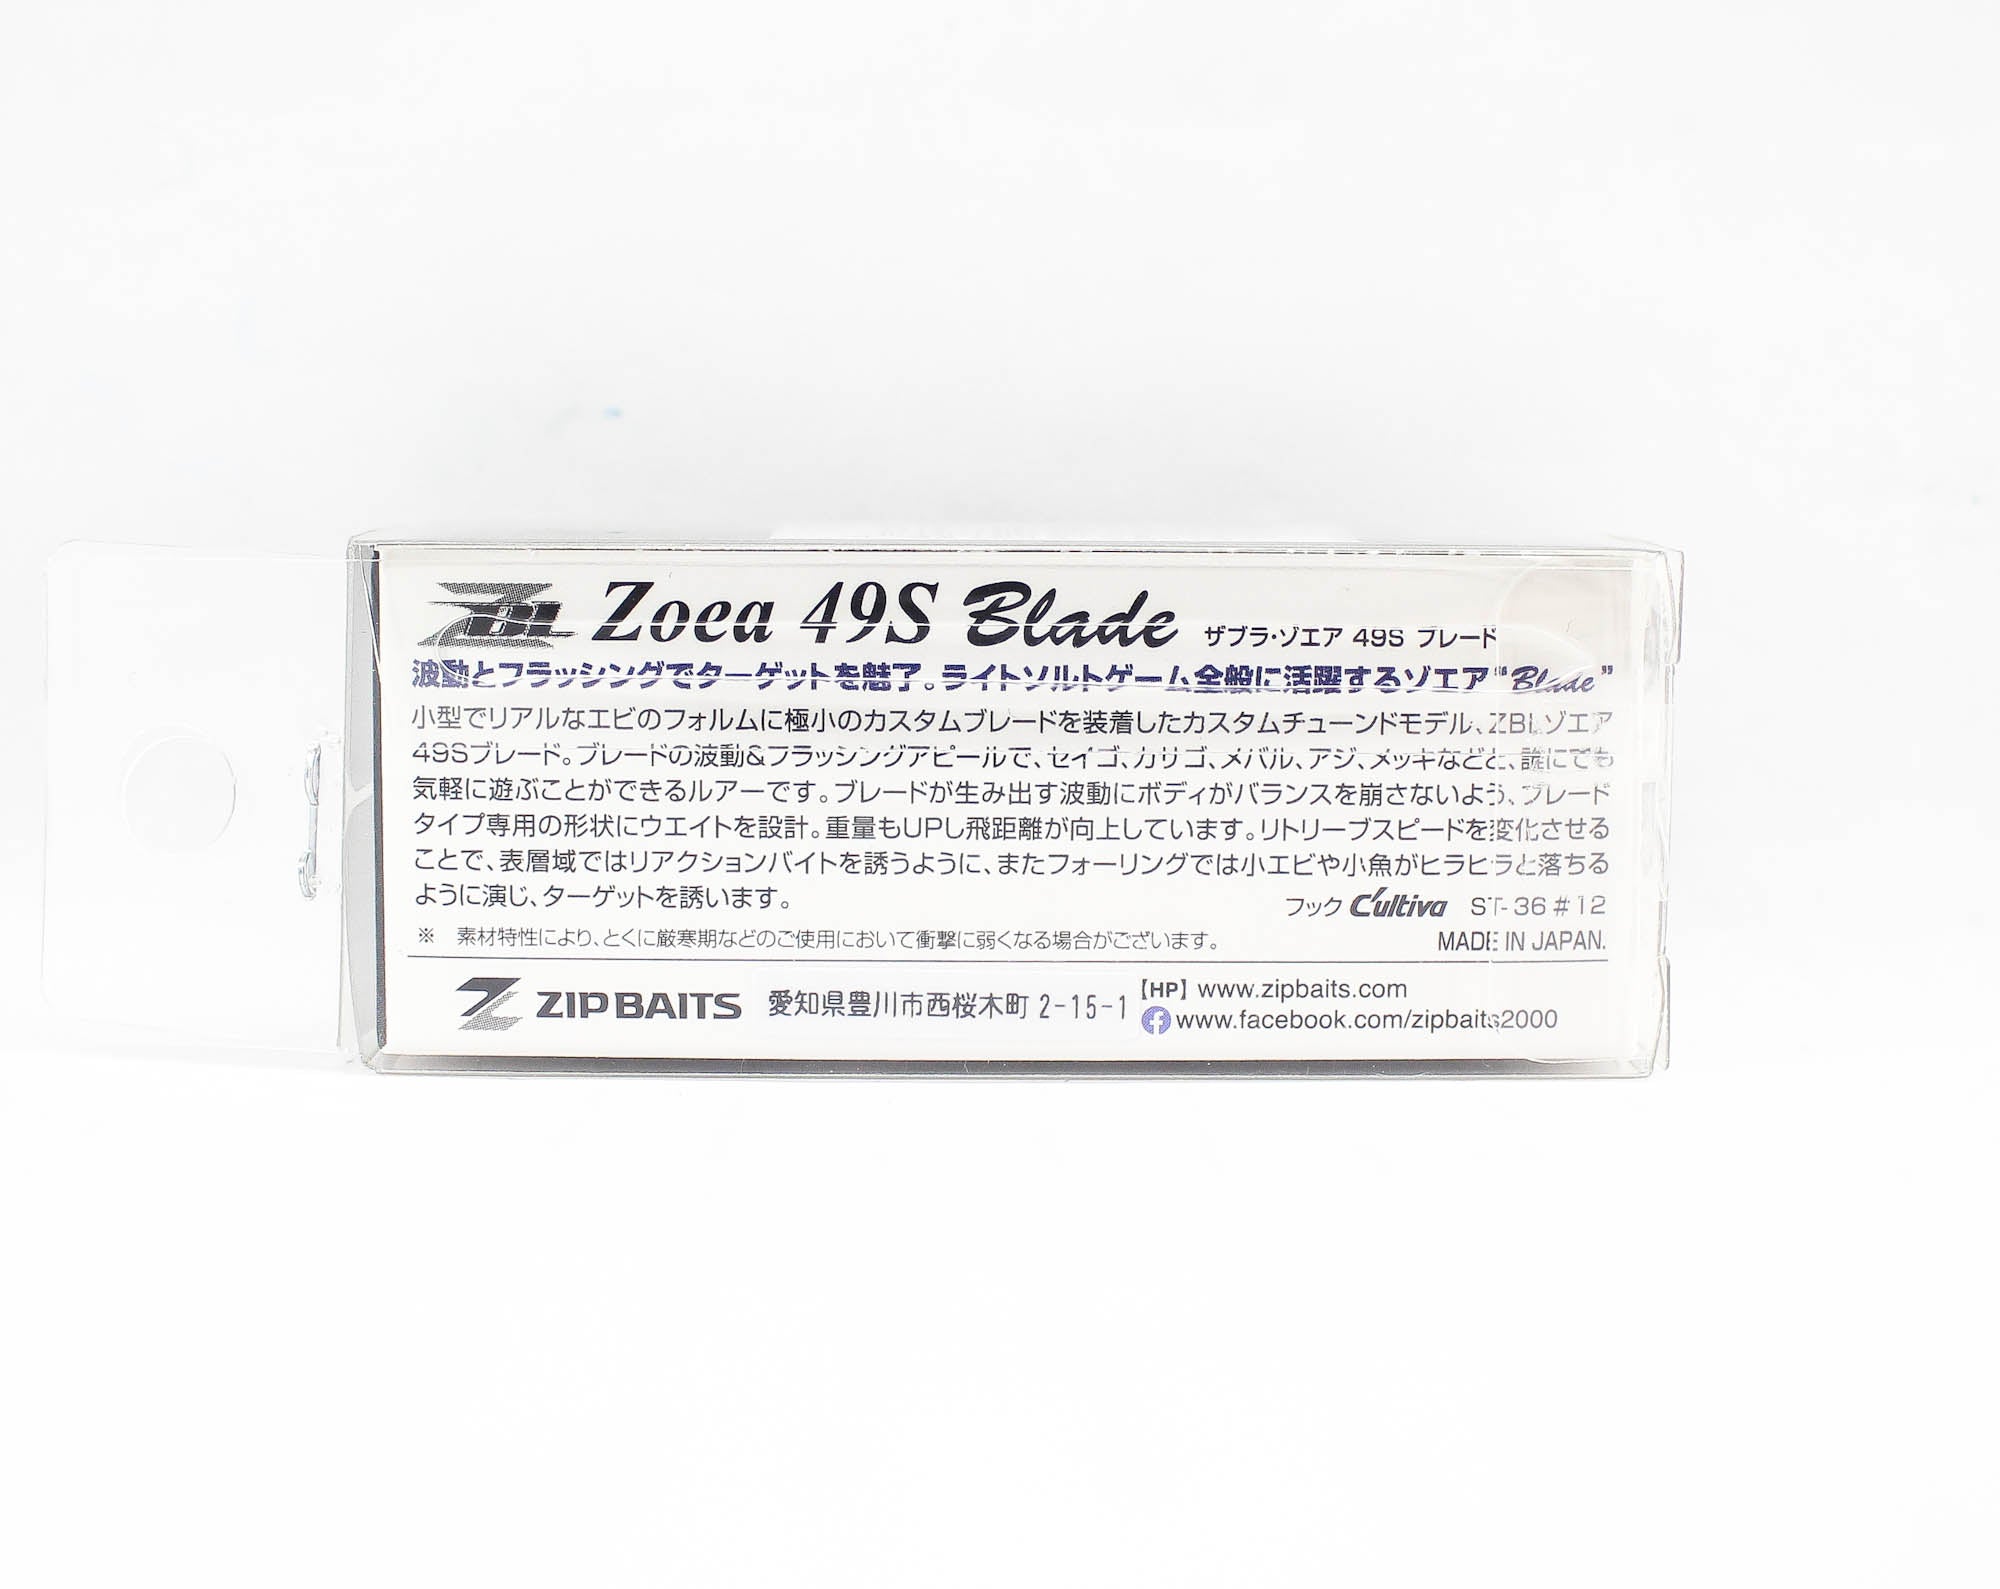 ZBL Zoea 49S Blade ザブラ・ゾエア 49S ブレード
波動とフラッシングでターゲットを魅了。ライトソルトゲーム全般に活躍するゾエア“Blade”
小型でリアルなエビのフォルムに極小のカスタムブレードを装着したカスタムチューンドモデル、ZBLゾエア
49Sブレード。ブレードの波動&フラッシングアピールで、セイゴ、カサゴ、メバル、アジ、メッキなどと、誰にでも
気軽に遊ぶことができるルアーです。ブレードが生み出す波動にボディがバランスを崩さないよう、ブレード
タイプ専用の形状にウエイトを設計。重量もUPし飛距離が向上しています。リトリーブスピードを変化させる
ことで、表層域ではリアクションバイトを誘うように、またフォーリングでは小エビや小魚がヒラヒラと落ちる
ように演じ、ターゲットを誘います。
フック C'ultiva ST-36 #12
※ 素材特性により、とくに厳寒期などのご使用において衝撃に弱くなる場合がございます。
MADE IN JAPAN.
ZIPBAITS 愛知県豊川市西桜木町 2-15-1
【HP】 www.zipbaits.com
www.facebook.com/zipbaits2000